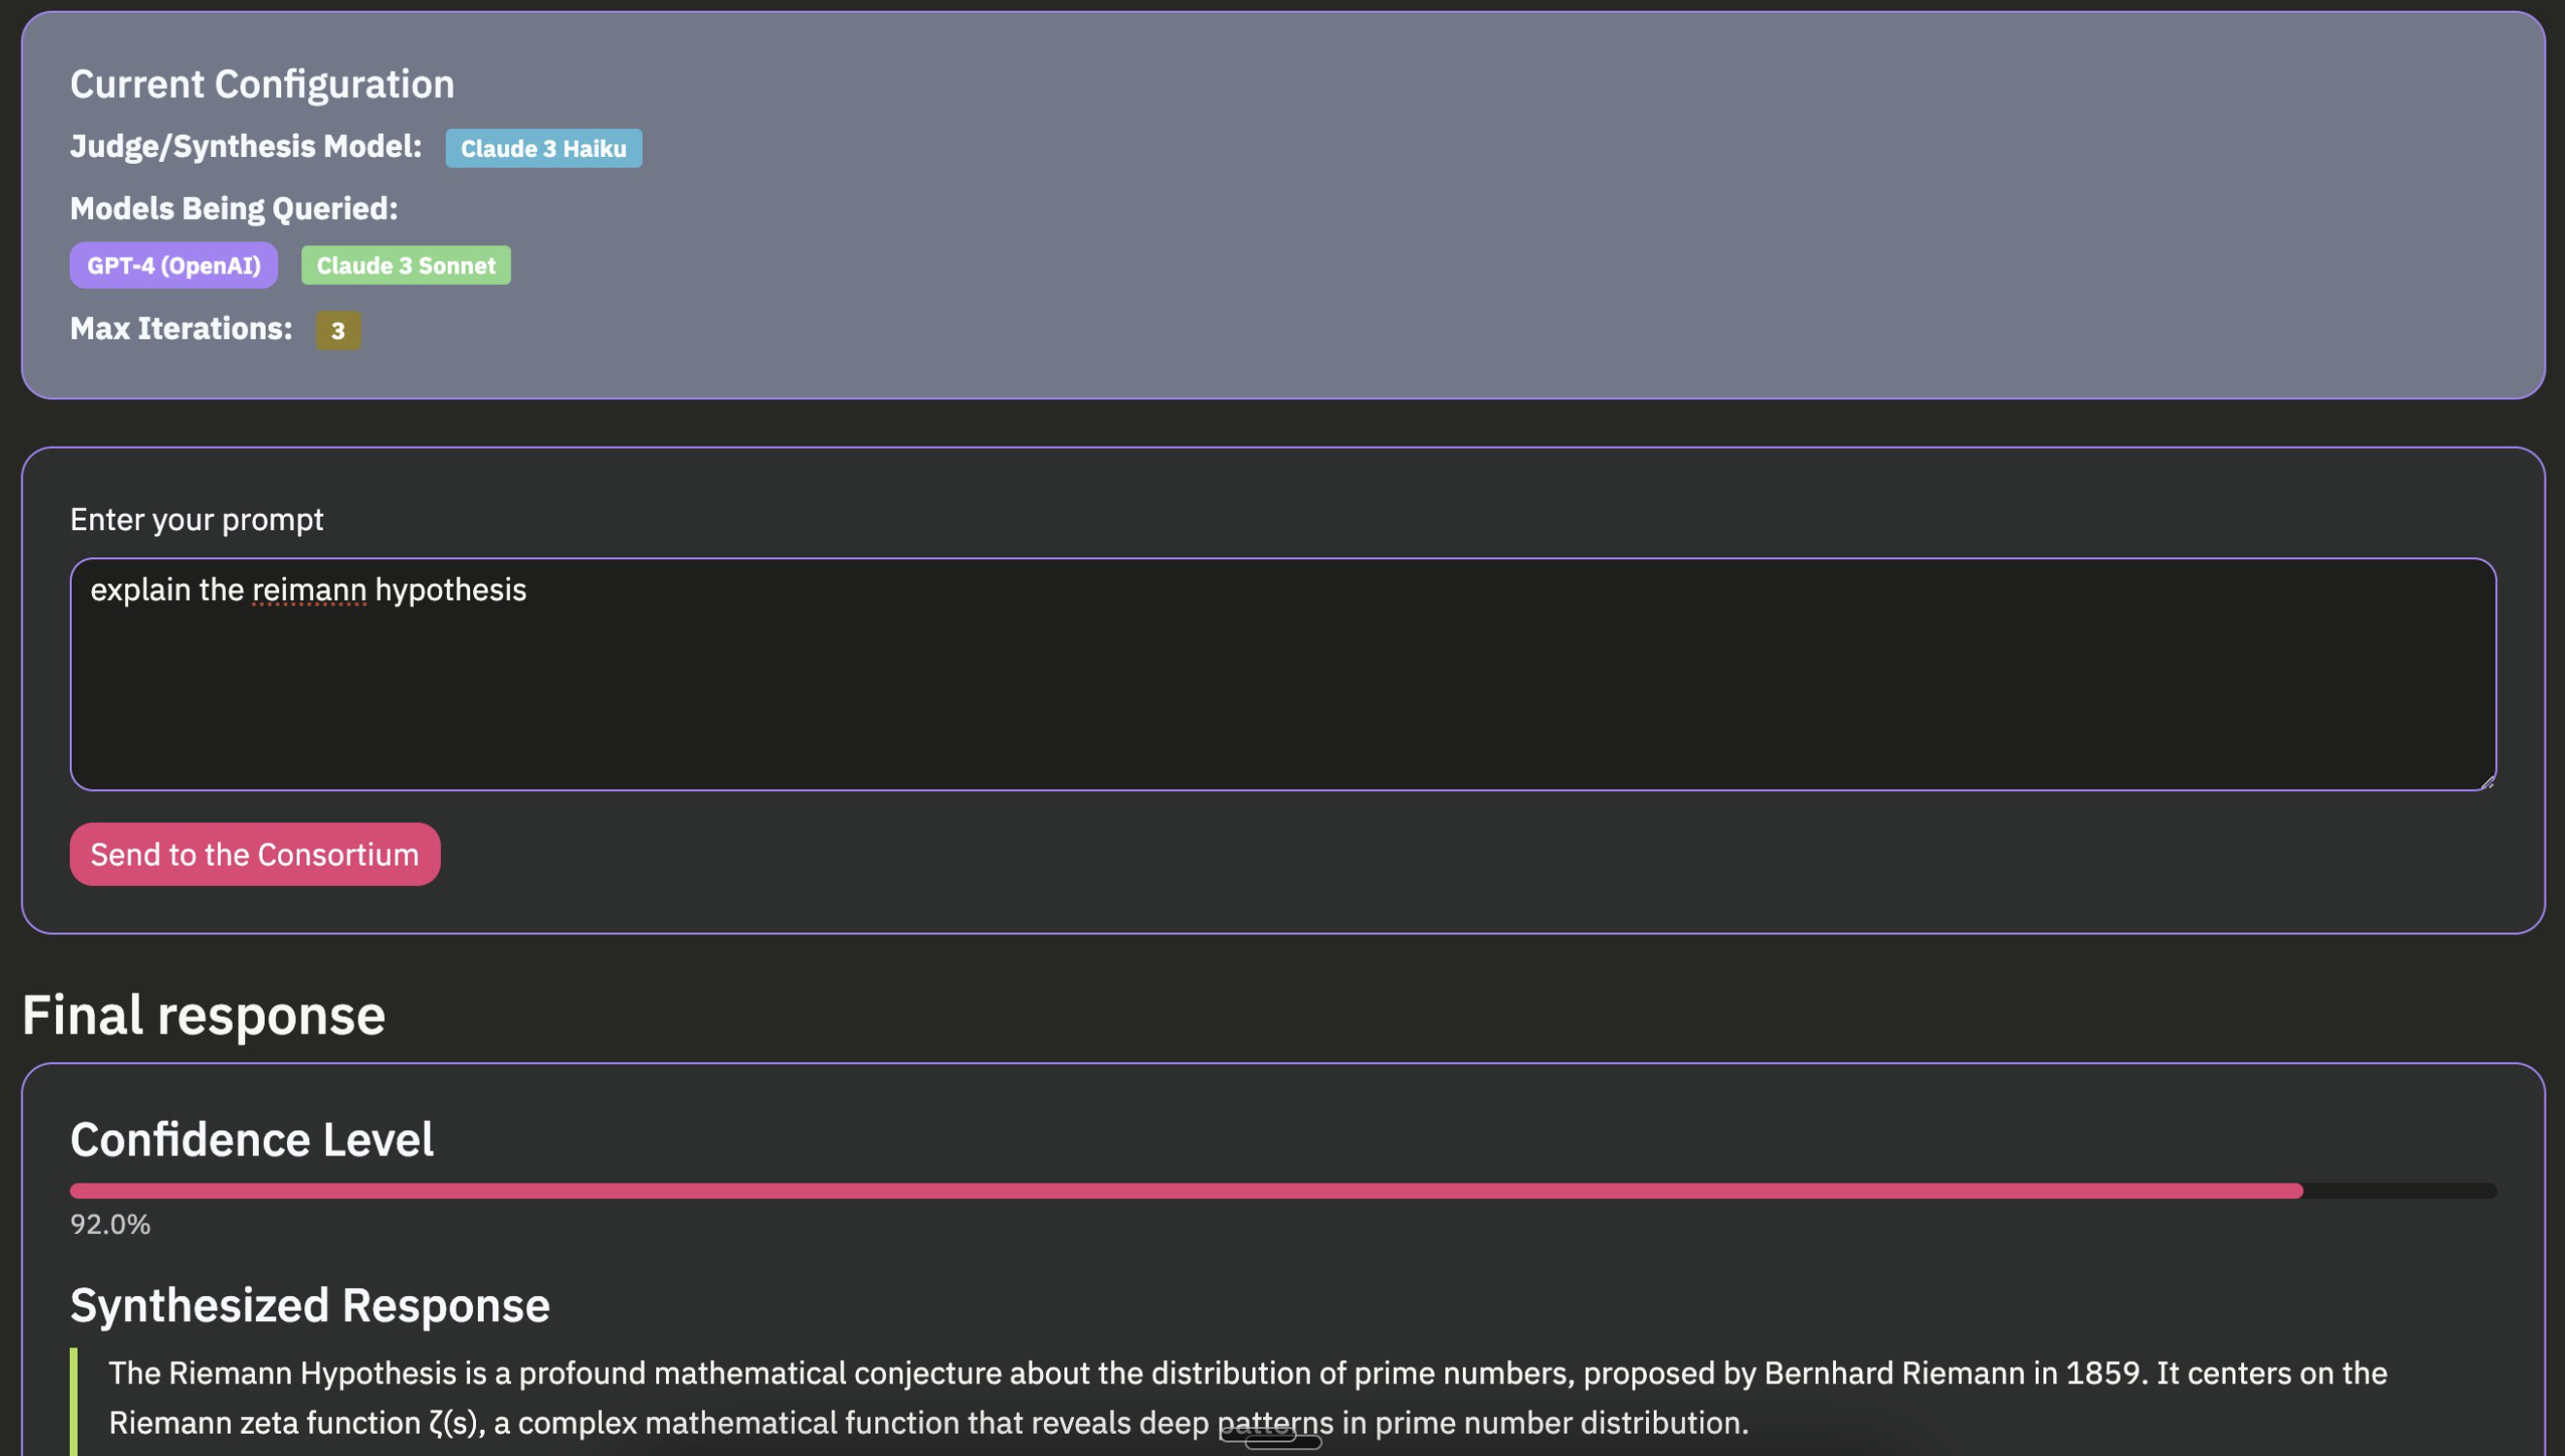 Current Configuration
Judge/Synthesis Model: Claude 3 Haiku
Models Being Queried:
GPT-4 (OpenAI) Claude 3 Sonnet
Max Iterations: 3
Enter your prompt
explain the reimann hypothesis
Send to the Consortium
Final response
Confidence Level
92.0%
Synthesized Response
The Riemann Hypothesis is a profound mathematical conjecture about the distribution of prime numbers, proposed by Bernhard Riemann in 1859. It centers on the
Riemann zeta function ζ(s), a complex mathematical function that reveals deep patterns in prime number distribution.